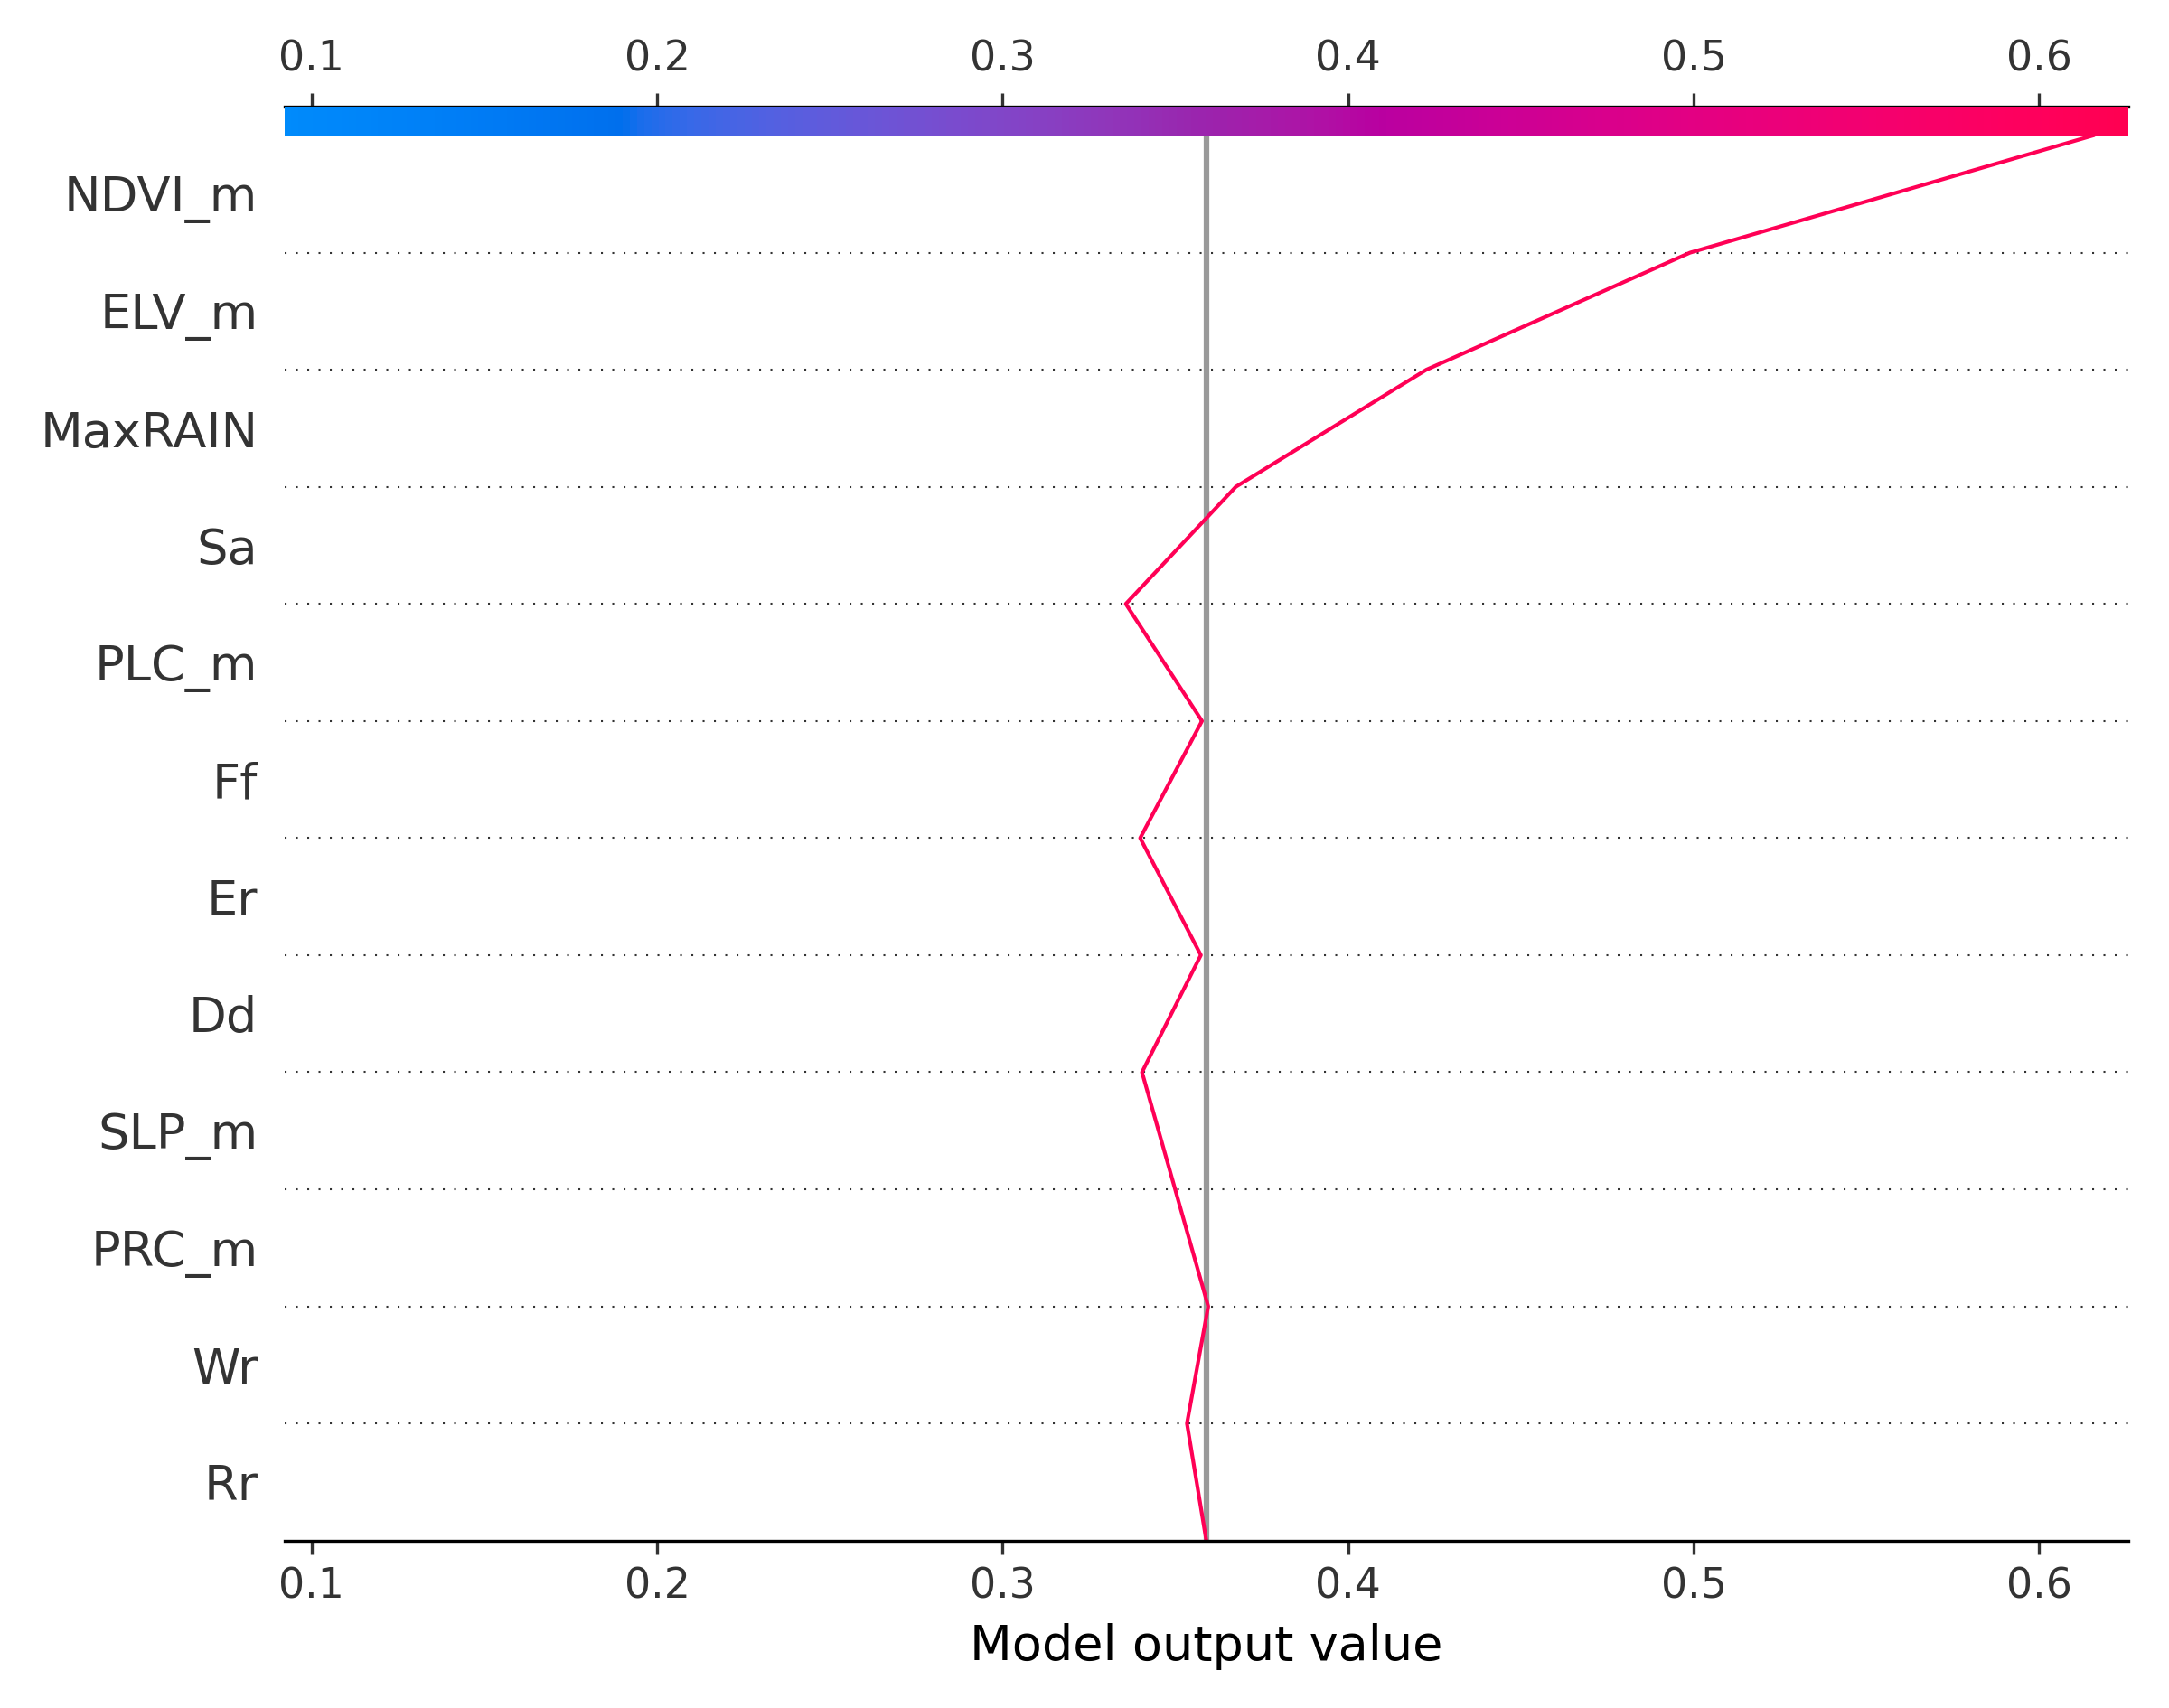 0.1 0.2 0.3 0.4 0.5 0.6
NDVI_m
ELV_m
MaxRAIN
Sa
PLC_m
Ff
Er
Dd
SLP_m
PRC_m
Wr
Rr
0.1 0.2 0.3 0.4 0.5 0.6
Model output value